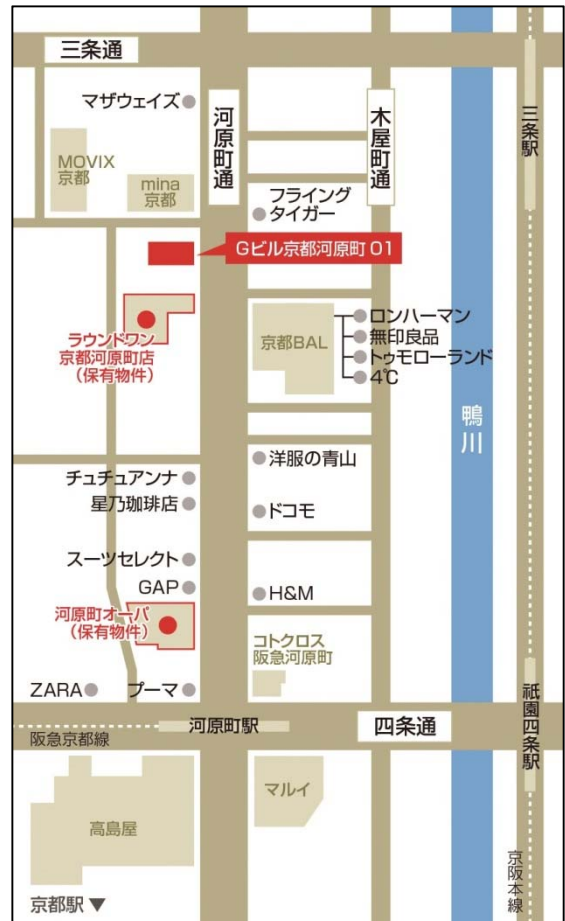 三条通
マザウェイズ
河原町通
木屋町通
三条駅
MOVIX
京都
mina
京都
フライング
タイガー
Gビル京都河原町 01
ラウンドワン
京都河原町店
（保有物件）
京都BAL
ロンハーマン
無印良品
トゥモローランド
4℃
鴨川
洋服の青山
チュチュアンナ
星乃珈琲店
ドコモ
スーツセレクト
GAP
H&M
河原町オーパ
（保有物件）
コトクロス
阪急河原町
ZARA
プーマ
祇園四条駅
河原町駅
四条通
阪急京都線
マルイ
高島屋
京阪本線
京都駅▼